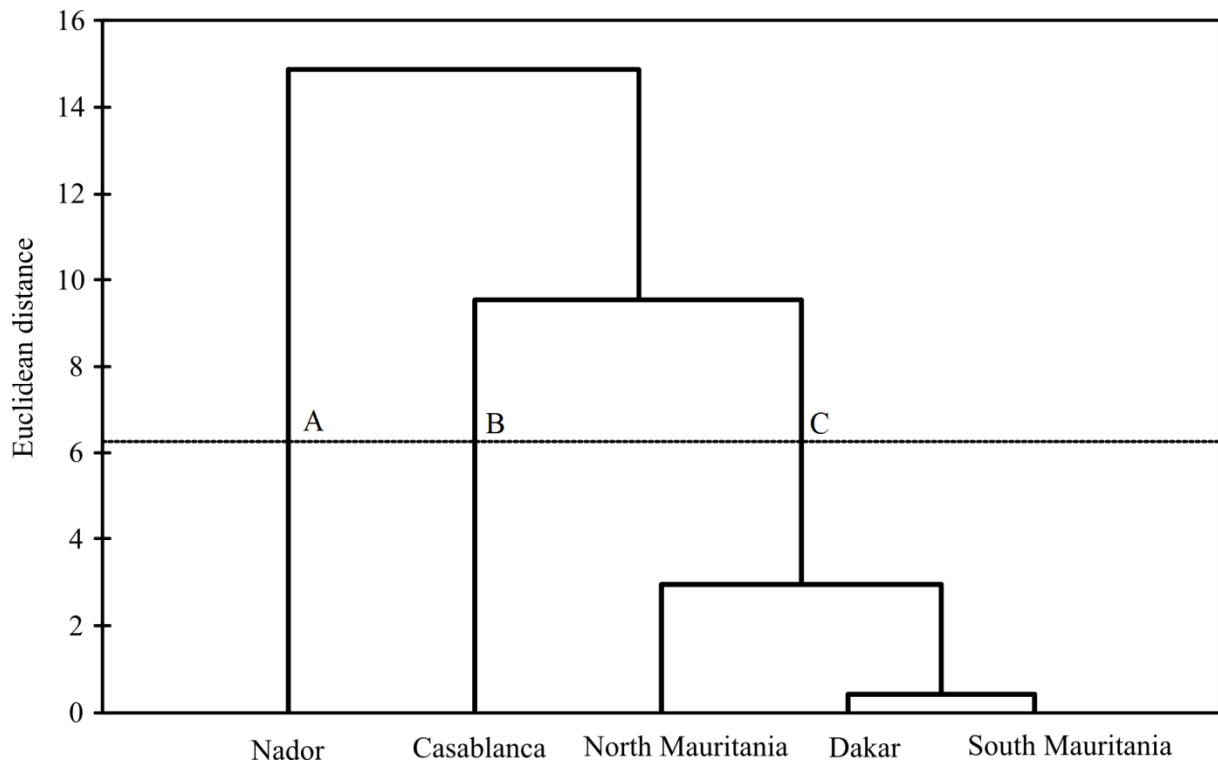 16
14
12
10
8
6
4
2
0
Euclidean distance
A
B
C
Nador
Casablanca
North Mauritania
Dakar
South Mauritania